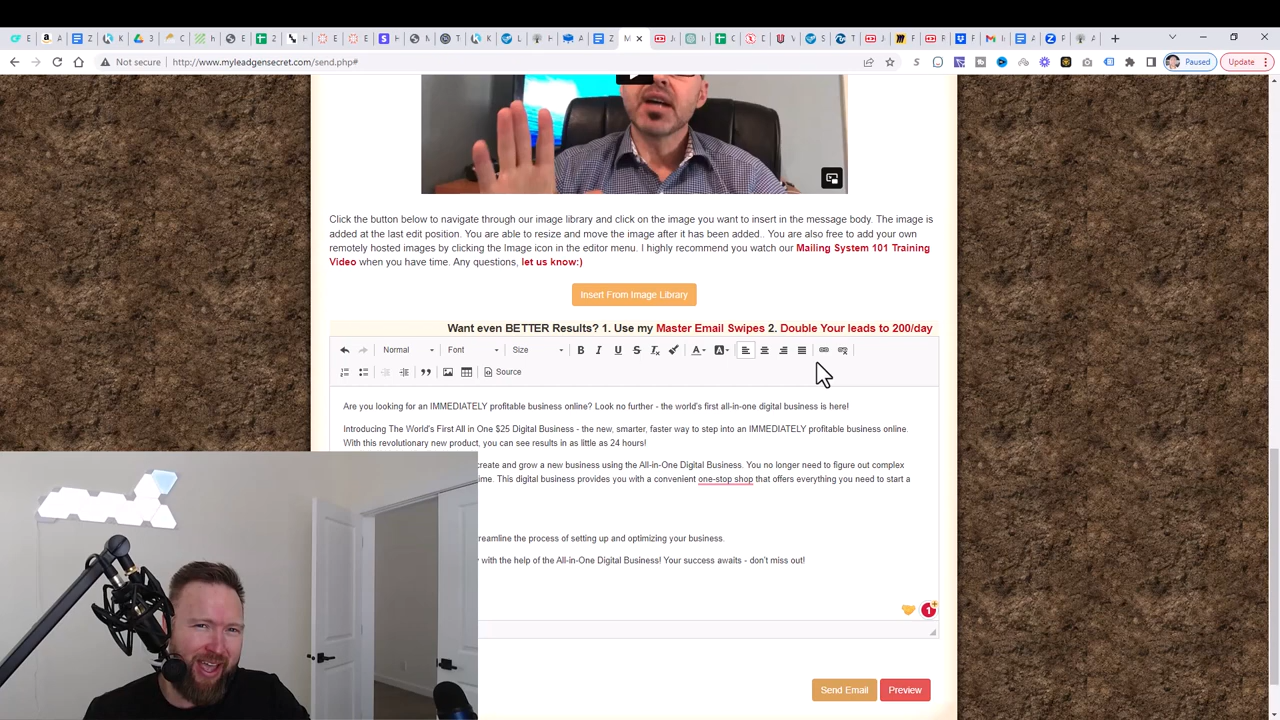 Not secure
http://www.myleadgensecret.com/send.php#
Paused
Update
Click the button below to navigate through our image library and click on the image you want to insert in the message body. The image is
added at the last edit position. You are able to resize and move the image after it has been added.. You are also free to add your own
remotely hosted images by clicking the Image icon in the editor menu. I highly recommend you watch our Mailing System 101 Training
Video when you have time. Any questions, let us know:)
Insert From Image Library
Want even BETTER Results? 1. Use my Master Email Swipes 2. Double Your leads to 200/day
Normal Font Size
Source
Are you looking for an IMMEDIATELY profitable business online? Look no further - the world's first all-in-one digital business is here!
Introducing The World's First All in One $25 Digital Business - the new, smarter, faster way to step into an IMMEDIATELY profitable business online.
With this revolutionary new product, you can see results in as little as 24 hours!
create and grow a new business using the All-in-One Digital Business. You no longer need to figure out complex
time. This digital business provides you with a convenient one-stop shop that offers everything you need to start a
reamline the process of setting up and optimizing your business.
with the help of the All-in-One Digital Business! Your success awaits - don't miss out!
1
Send Email
Preview